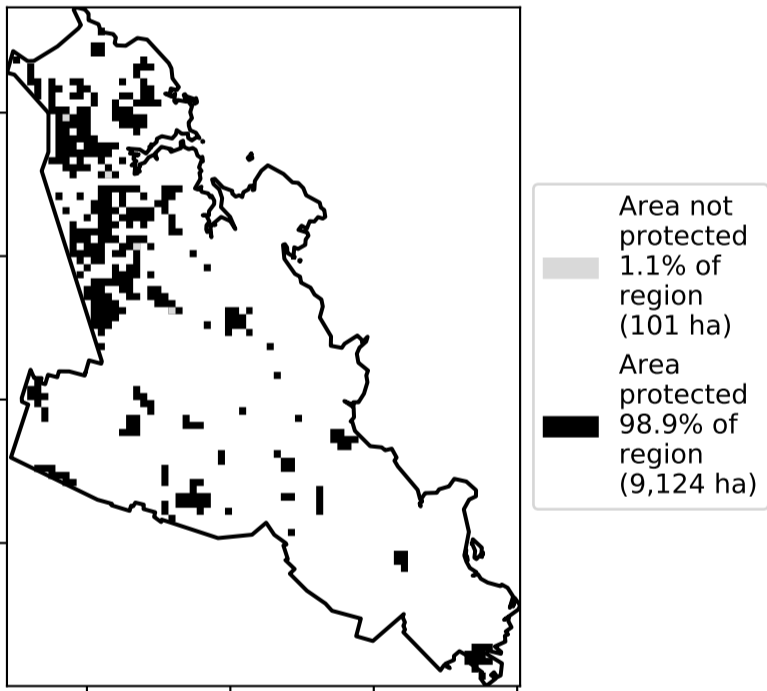 Area not
protected
1.1% of
region
(101 ha)
Area
protected
98.9% of
region
(9,124 ha)